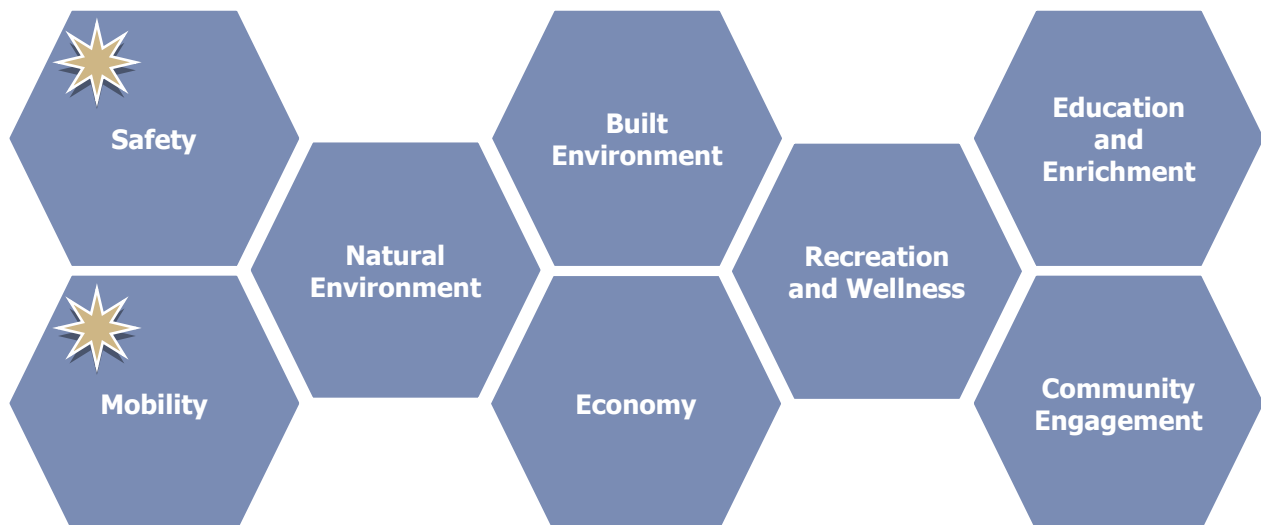 Safety
Mobility
Natural
Environment
Built
Environment
Economy
Recreation
and Wellness
Education
and
Enrichment
Community
Engagement